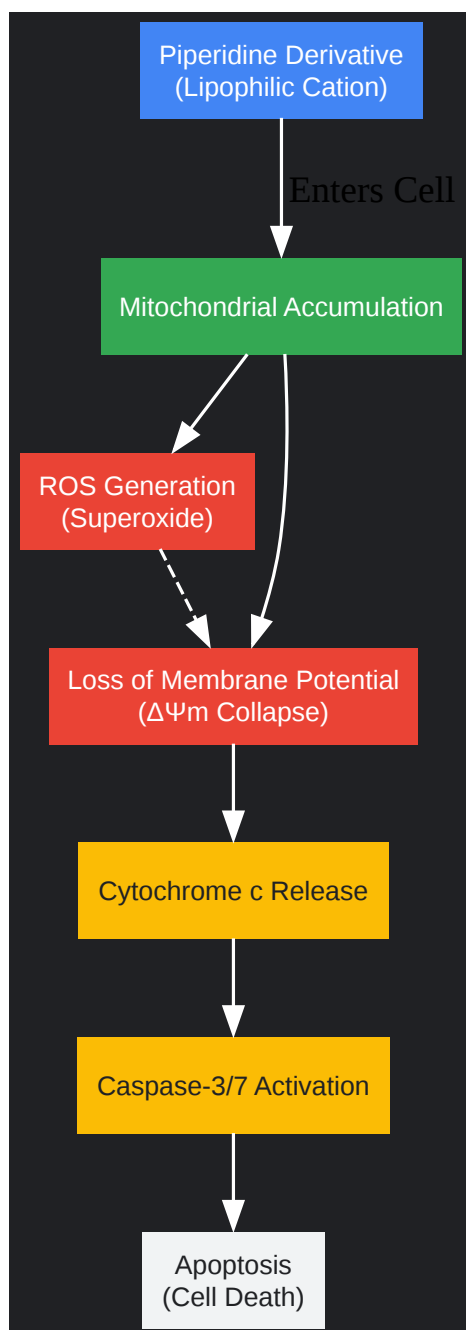 Piperidine Derivative
(Lipophilic Cation)
Enters Cell
Mitochondrial Accumulation
ROS Generation
(Superoxide)
Loss of Membrane Potential
(ΔΨm Collapse)
Cytochrome c Release
Caspase-3/7 Activation
Apoptosis
(Cell Death)